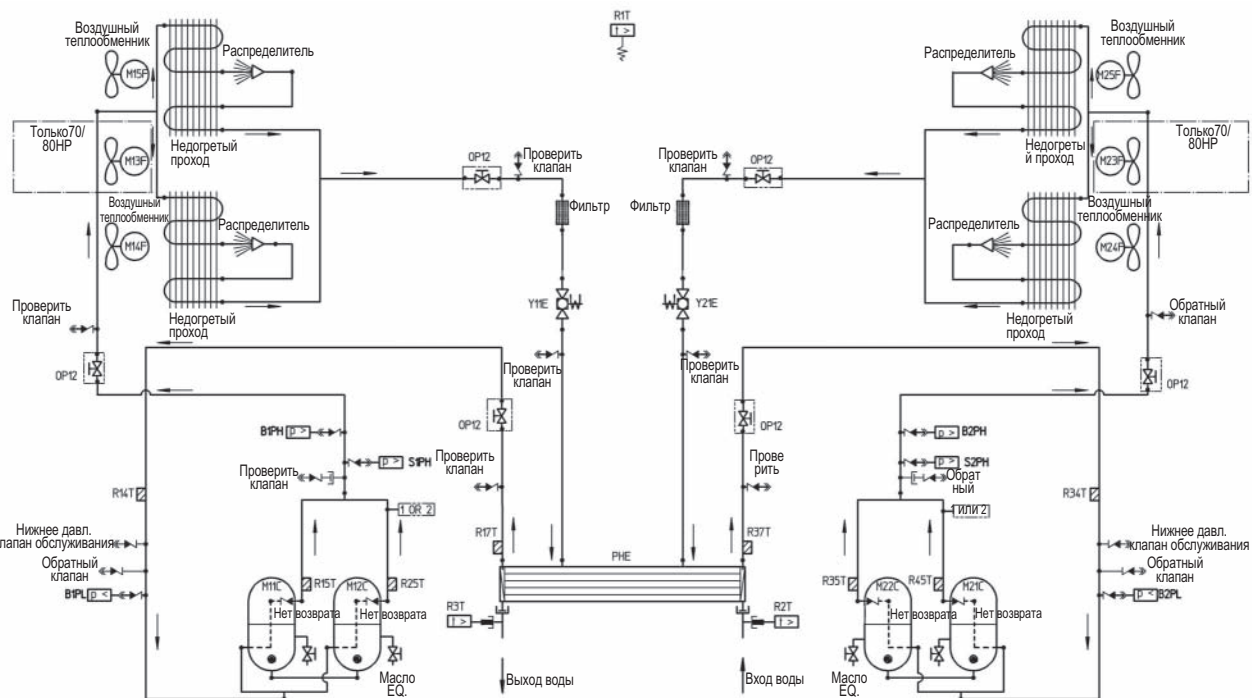 R1T
t >
Воздушный
теплообменник
Распределитель
M15F
Только70/
80HP
M13F
Недогретый
проход
Воздушный
теплообменник
Распределитель
M14F
Недогретый
проход
Проверить
клапан
OP12
OP12
Проверить
клапан
Фильтр
Y11E
Проверить
клапан
Проверить
клапан
OP12
Фильтр
Y21E
Проверить
клапан
Воздушный
теплообменник
Распределитель
M25F
Только70/
80HP
M23F
Недогреты
й проход
Воздушный
теплообменник
Распределитель
M24F
Недогретый
проход
Обратный
клапан
OP12
B1PH
p >
p >
S1PH
Проверить
клапан
OP12
Проверить
клапан
R14T
1 OR 2
R17T
Нижнее давл.
клапан обслуживания
Обратный
клапан
B1PL
p <
M11C
R15T
Нет возврата
M12C
R25T
Нет возврата
Масло
EQ.
PHE
R3T
t >
Выход воды
R2T
t >
Вход воды
OP12
Прове
рить
R37T
p >
B2PH
p >
S2PH
Обрат
ный
1 или 2
R34T
R35T
M22C
Нет возврата
R45T
M21C
Нет возврата
Масло
EQ.
Нижнее давл.
клапан обслуживания
Обратный
клапан
p <
B2PL